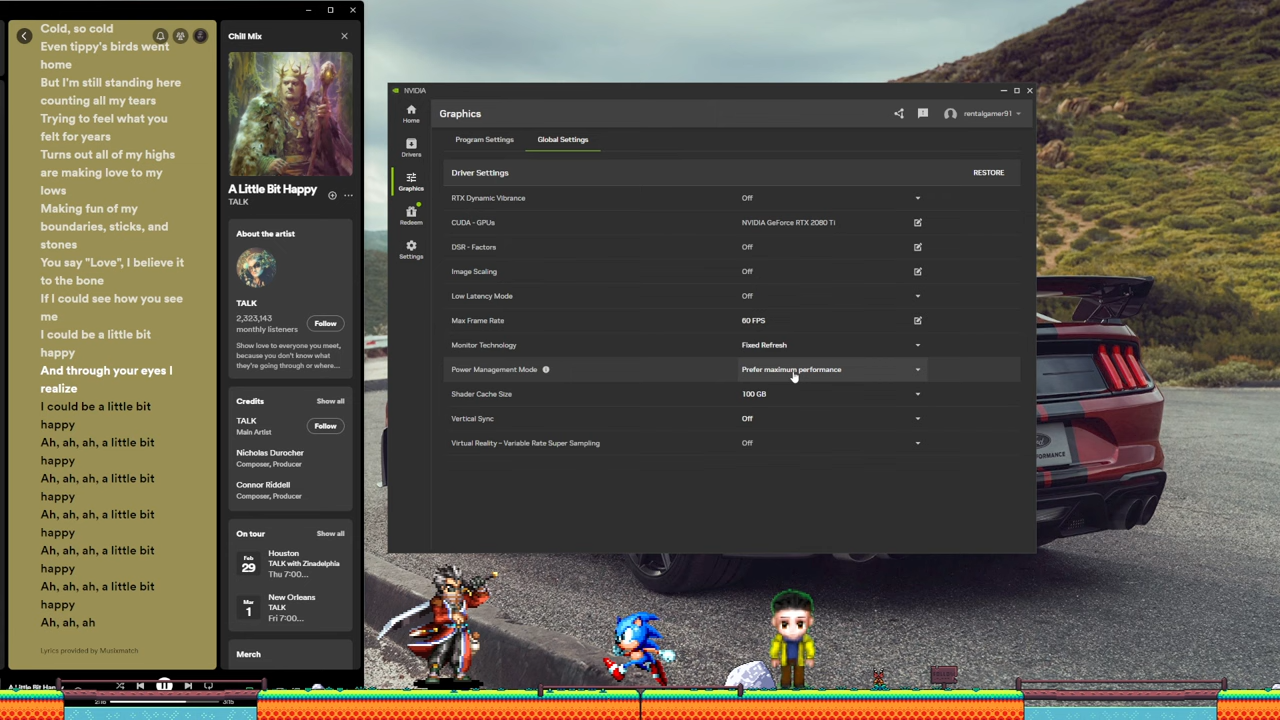 Cold, so cold
Even tippy's birds went
home
But I'm still standing here
counting all my tears
Trying to feel what you
felt for years
Turns out all of my highs
are making love to my
lows
Making fun of my
boundaries, sticks, and
stones
You say "Love", I believe it
to the bone
If I could see how you see
me
I could be a little bit
happy
And through your eyes I
realize
I could be a little bit
happy
Ah, ah, ah, a little bit
happy
Ah, ah, ah, a little bit
happy
Ah, ah, ah, a little bit
happy
Ah, ah, ah, a little bit
happy
Ah, ah, ah, a little bit
happy
Ah, ah, ah
Lyrics provided by Musixmatch
Chill Mix
A Little Bit Happy
TALK
About the artist
TALK
2,323,143
monthly listeners
Follow
Show love to everyone you meet,
because you don't know what
they're going through or where...
Credits
Show all
TALK
Main Artist
Follow
Nicholas Durocher
Composer, Producer
Connor Riddell
Composer, Producer
On tour
Show all
Feb
29
Houston
TALK with Zinadelphia
Thu 7:00...
Mar
1
New Orleans
TALK
Fri 7:00...
Merch
A Little Bit Hap
2:16
3:15
NVIDIA
Home
Drivers
Graphics
Redeem
Settings
Graphics
rentalgamer91
Program Settings
Global Settings
Driver Settings
RESTORE
RTX Dynamic Vibrance
Off
CUDA - GPUs
NVIDIA GeForce RTX 2080 Ti
DSR - Factors
Off
Image Scaling
Off
Low Latency Mode
Off
Max Frame Rate
60 FPS
Monitor Technology
Fixed Refresh
Power Management Mode
Prefer maximum performance
Shader Cache Size
100 GB
Vertical Sync
Off
Virtual Reality – Variable Rate Super Sampling
Off